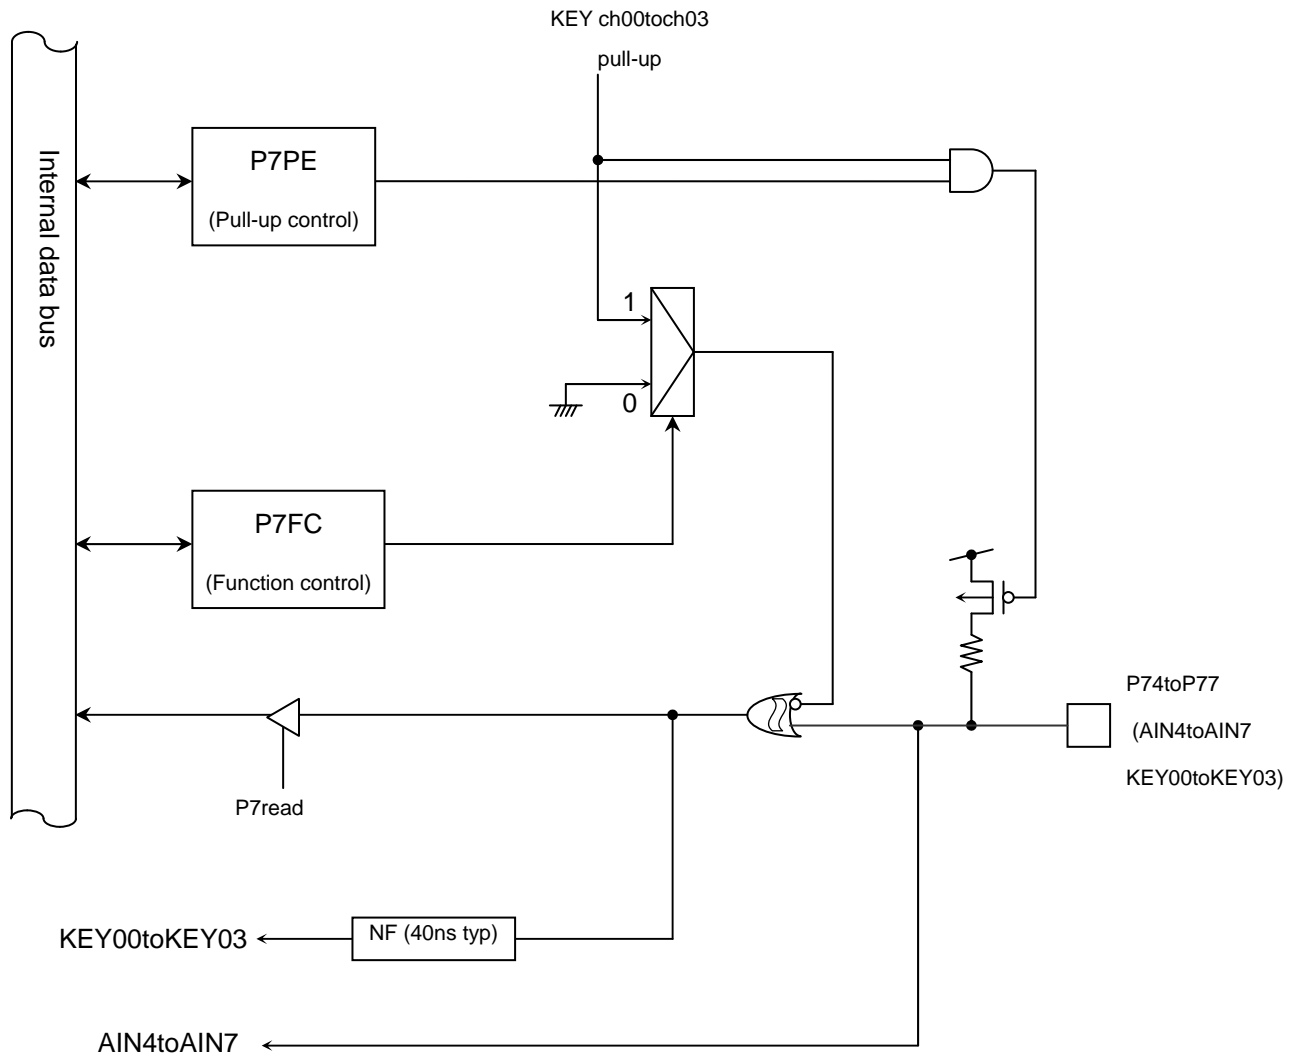 KEY ch00toch03
pull-up
Internal data bus
P7PE
(Pull-up control)
1
0
P7FC
(Function control)
P74toP77
(AIN4toAIN7
KEY00toKEY03)
P7read
NF (40ns typ)
KEY00toKEY03
AIN4toAIN7